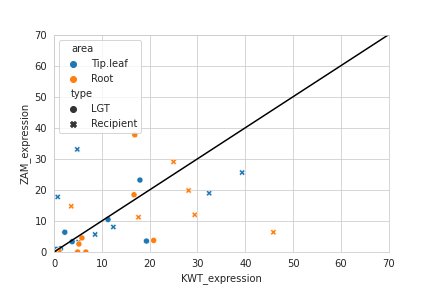 70
60
50
40
30
20
10
0
ZAM_expression
area
Tip.leaf
Root
type
LGT
Recipient
0 10 20 30 40 50 60 70
KWT_expression